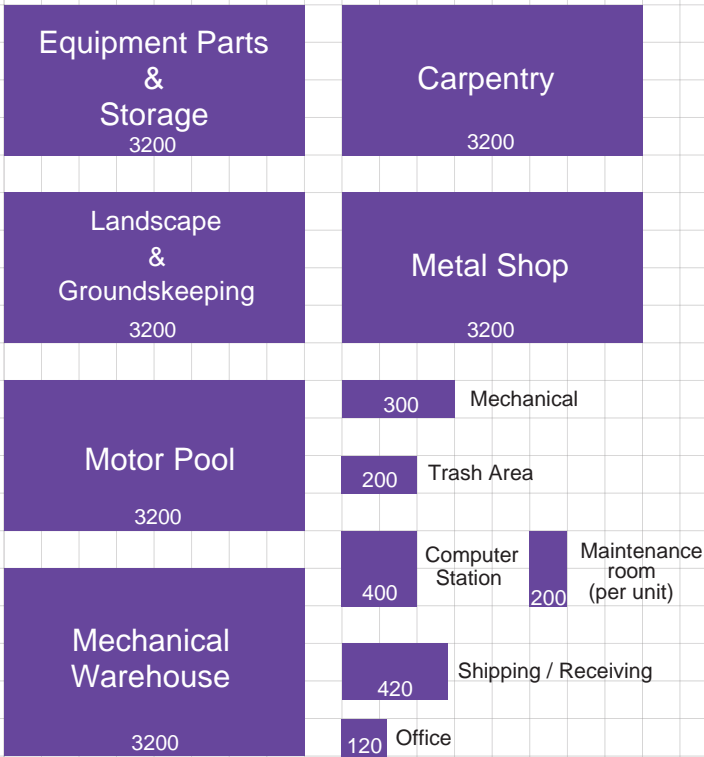 Equipment Parts
&
Storage
3200
Carpentry
3200
Landscape
&
Groundskeeping
3200
Metal Shop
3200
Motor Pool
3200
300
Mechanical
200
Trash Area
400
Computer
Station
200
Maintenance
room
(per unit)
Mechanical
Warehouse
3200
420
Shipping / Receiving
120
Office